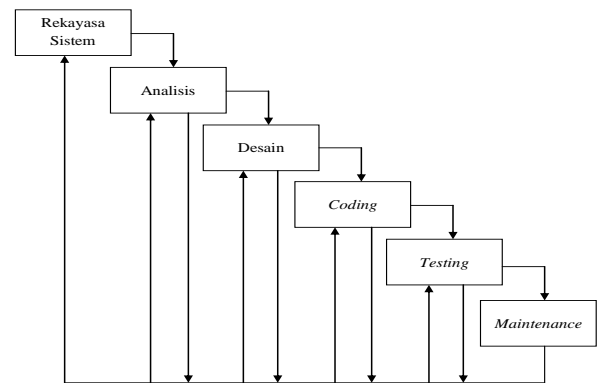 Rekayasa
Sistem
Analisis
Desain
Coding
Testing
Maintenance